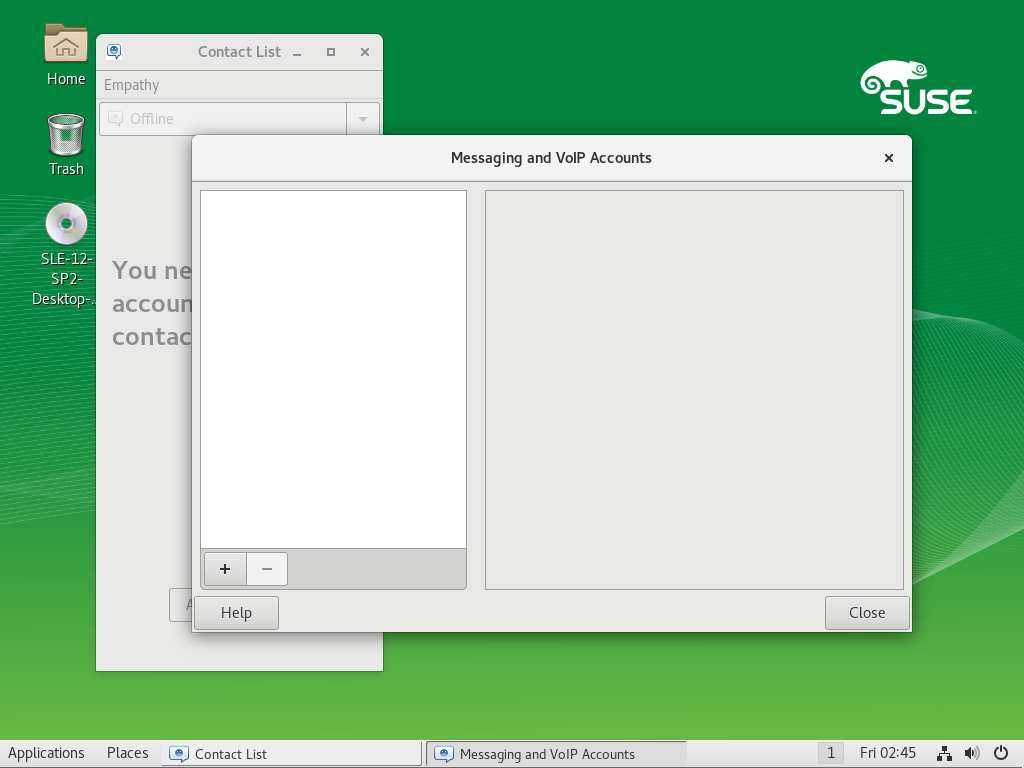 Home
Trash
SLE-12-
SP2-
Desktop-...
Contact List
Empathy
Offline
SUSE
Messaging and VoIP Accounts
You ne
accoun
contac
+
−
A
Help
Close
Applications
Places
Contact List
Messaging and VoIP Accounts
1
Fri 02:45